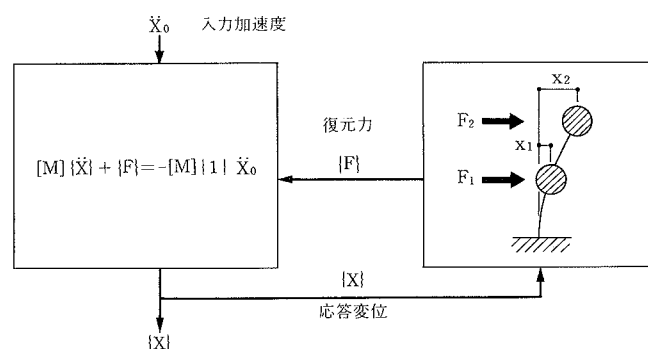 Ẍ₀ 入力加速度
[M]{Ẍ}+{F}=-[M]{1} Ẍ₀
復元力
{F}
X₂
F₂
X₁
F₁
{X}
応答変位
{X}